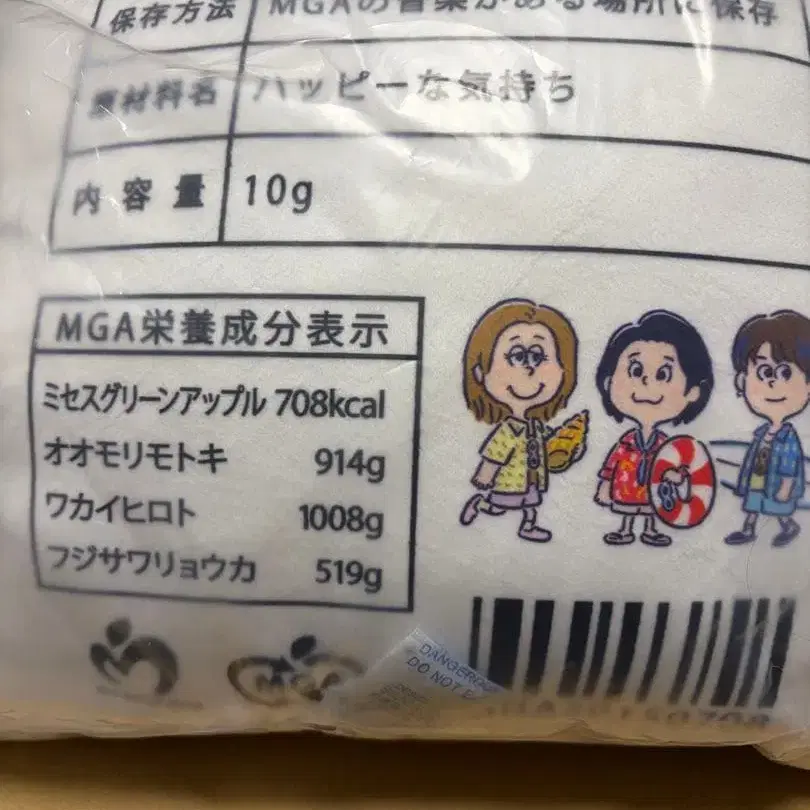 保存方法 MGAの音楽がある場所に保存
原材料名 ハッピーな気持ち
内容量 10g
MGA栄養成分表示
ミセスグリーンアップル 708kcal
オオモリモトキ 914g
ワカイヒロト 1008g
フジサワリョウカ 519g
MGA
DANGEROUS
DO NOT E